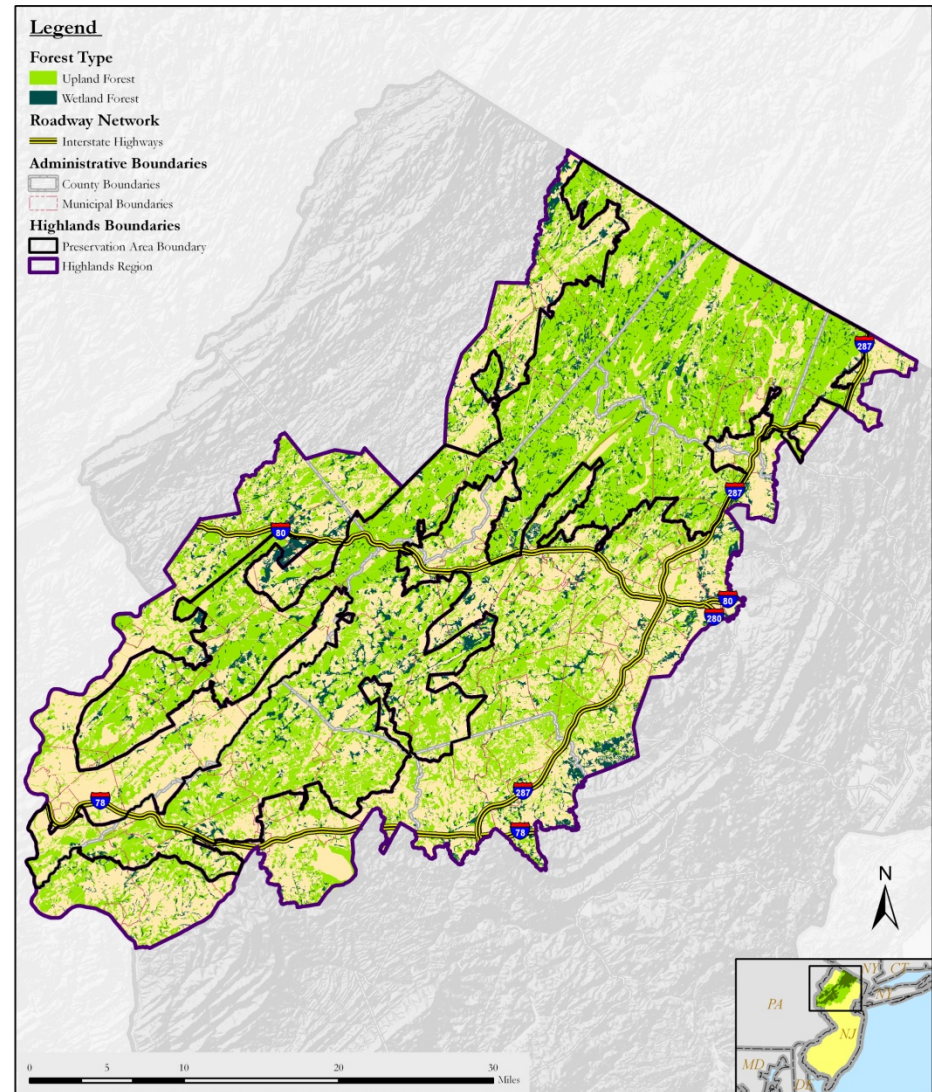 Legend
Forest Type
Upland Forest
Wetland Forest
Roadway Network
Interstate Highways
Administrative Boundaries
County Boundaries
Municipal Boundaries
Highlands Boundaries
Preservation Area Boundary
Highlands Region
287
287
80
80
280
78
287
78
N
NY
CT
NY
PA
NJ
MD
DE
0 5 10 20 30
Miles